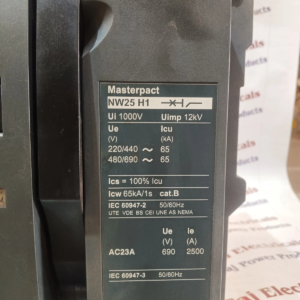 Masterpact
NW25 H1
Ui 1000V Uimp 12kV
Ue Icu
(V) (kA)
220/440 ~ 65
480/690 ~ 65
Ics = 100% Icu
Icw 65kA/1s cat.B
IEC 60947-2 50/60Hz
UTE VDE BS CEI UNE AS NEMA
Ue Ie
(V) (A)
AC23A 690 2500
IEC 60947-3 50/60Hz